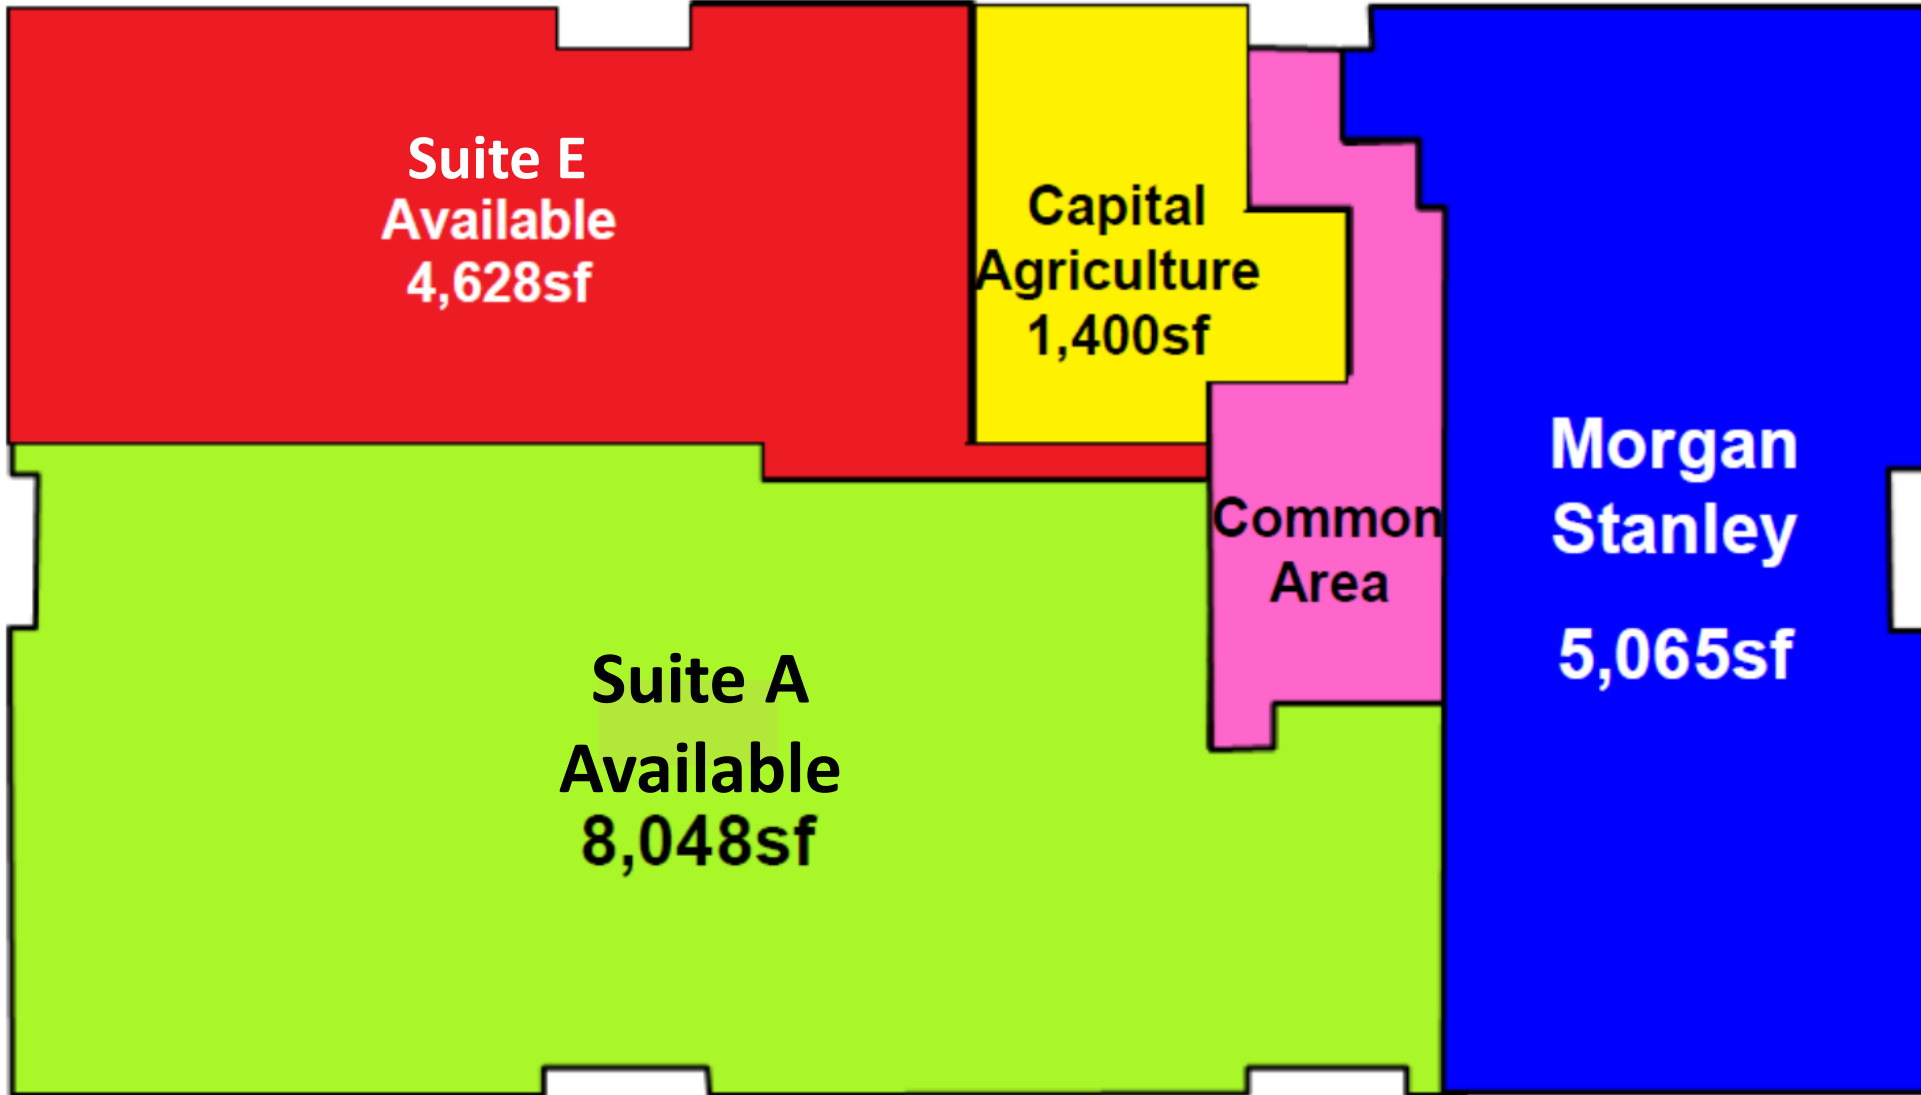 Suite E
Available
4,628sf
Capital
Agriculture
1,400sf
Common
Area
Morgan
Stanley
5,065sf
Suite A
Available
8,048sf